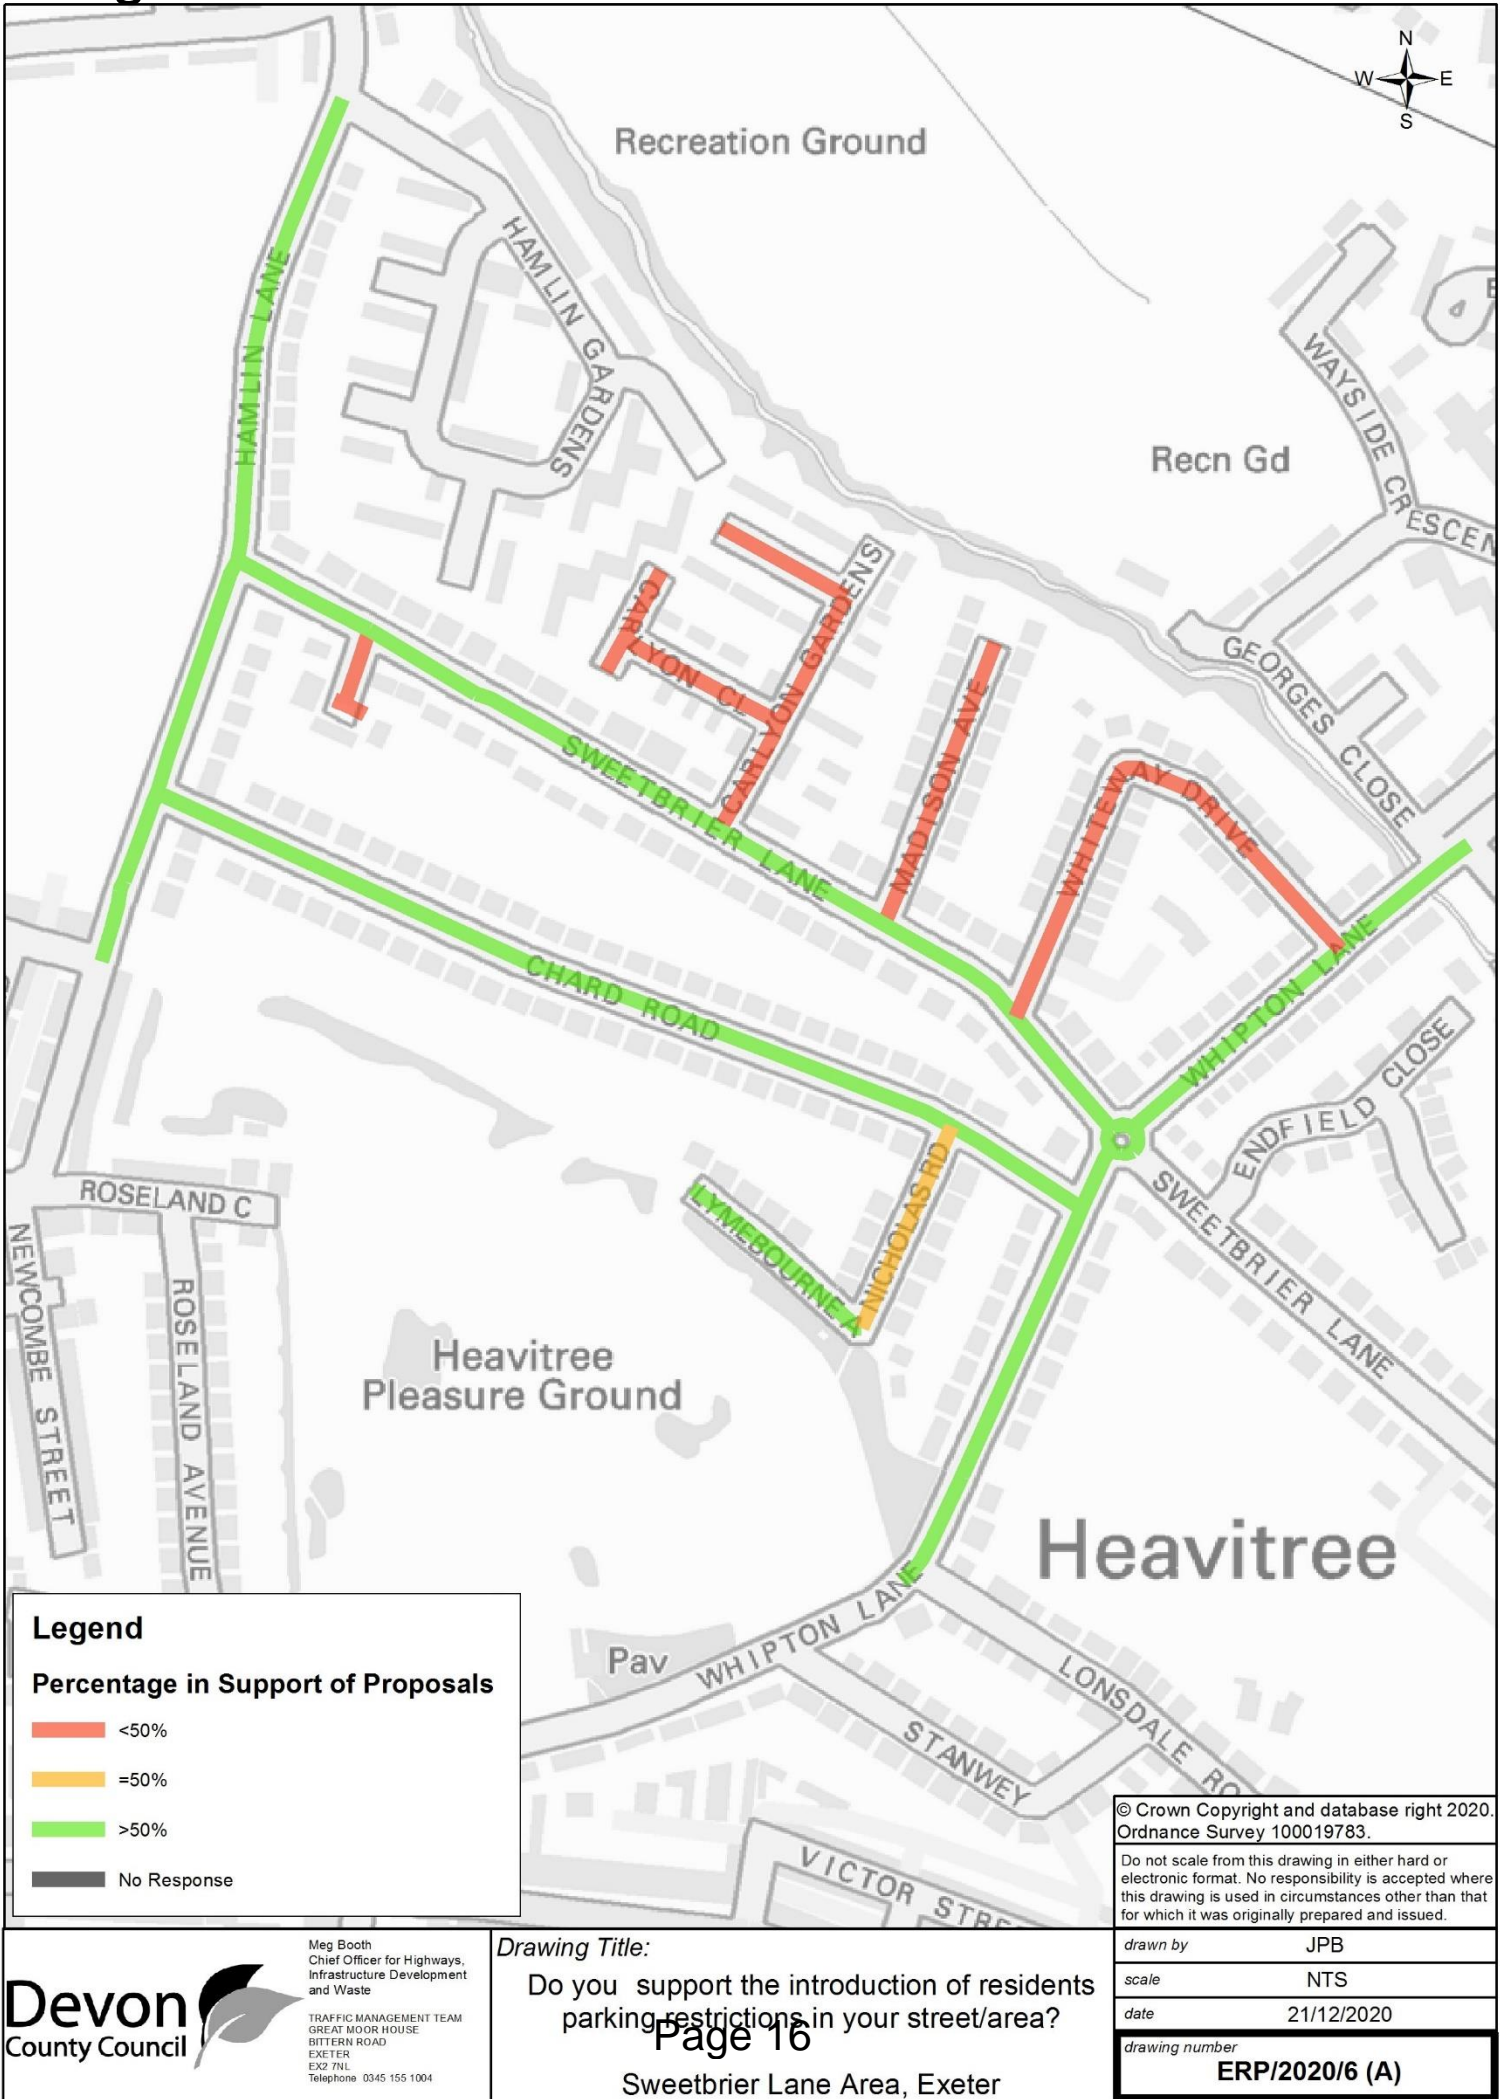 N
W E
S
Recreation Ground
HAMLIN LANE
HAMLIN GARDENS
WAYSIDE CRESCEN
Recn Gd
CARLYON CL
CARLYON GARDENS
GEORGES CLOSE
SWEETBRIER LANE
MADISON AVE
WHITEWAY DRIVE
WHIPTON LANE
CHARD ROAD
ENDFIELD CLOSE
ROSELAND C
LYMEBOURNE A
NICHOLAS RD
SWEETBRIER LANE
NEWCOMBE STREET
ROSELAND AVENUE
Heavitree
Pleasure Ground
Heavitree
Pav
WHIPTON LANE
LONSDALE RO
STANWEY
VICTOR STRE
Legend
Percentage in Support of Proposals
<50%
=50%
>50%
No Response
© Crown Copyright and database right 2020.
Ordnance Survey 100019783.
Do not scale from this drawing in either hard or
electronic format. No responsibility is accepted where
this drawing is used in circumstances other than that
for which it was originally prepared and issued.
Devon
County Council
Meg Booth
Chief Officer for Highways,
Infrastructure Development
and Waste
TRAFFIC MANAGEMENT TEAM
GREAT MOOR HOUSE
BITTERN ROAD
EXETER
EX2 7NL
Telephone 0345 155 1004
Drawing Title:
Do you support the introduction of residents
parking restrictions in your street/area?
Page 16
Sweetbrier Lane Area, Exeter
drawn by JPB
scale NTS
date 21/12/2020
drawing number
ERP/2020/6 (A)